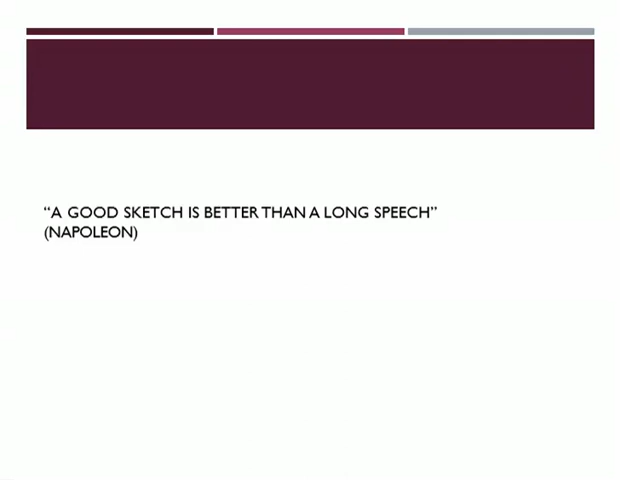 “A GOOD SKETCH IS BETTER THAN A LONG SPEECH”
(NAPOLEON)